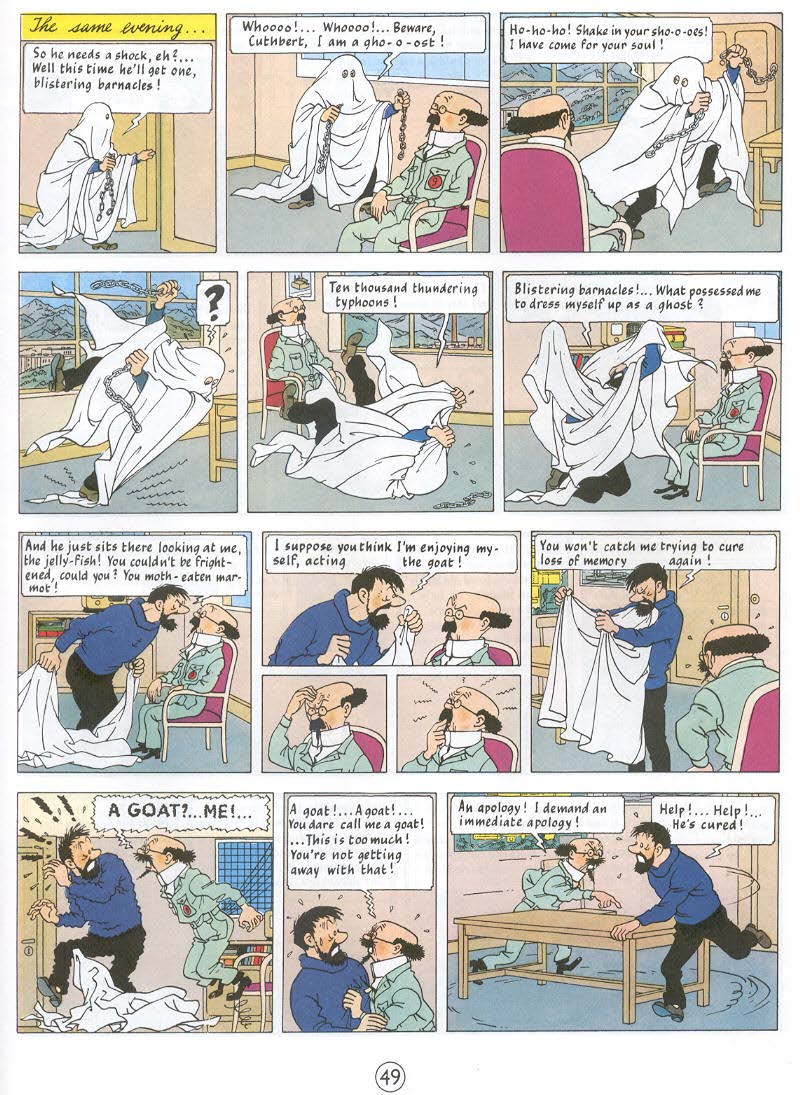 The same evening...
So he needs a shock, eh?...
Well this time he'll get one,
blistering barnacles!
Whoooo!... Whoooo!... Beware,
Cuthbert, I am a gho-o-ost!
Ho-ho-ho! Shake in your sho-o-oes!
I have come for your soul!
?
Ten thousand thundering
typhoons!
Blistering barnacles!... What possessed me
to dress myself up as a ghost?
And he just sits there looking at me,
the jelly-fish! You couldn't be fright-
ened, could you? You moth-eaten mar-
mot!
I suppose you think I'm enjoying my-
self, acting the goat!
You won't catch me trying to cure
loss of memory again!
A GOAT?...ME!...
A goat!...A goat!...
You dare call me a goat!
...This is too much!
You're not getting
away with that!
An apology! I demand an
immediate apology!
Help!... Help!...
He's cured!
49